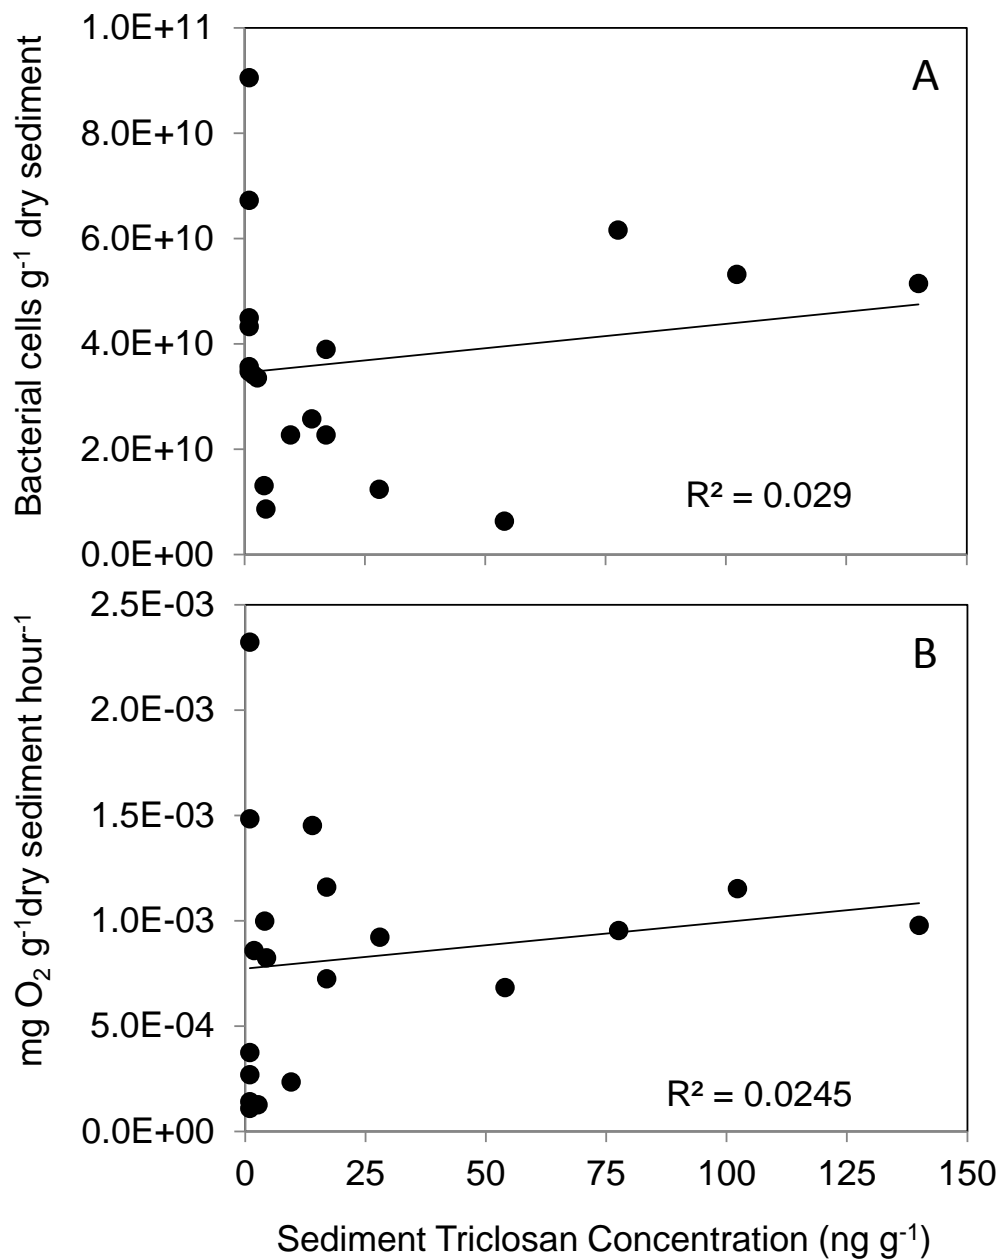 A
Bacterial cells g⁻¹ dry sediment
1.0E+11
8.0E+10
6.0E+10
4.0E+10
2.0E+10
0.0E+00
R² = 0.029
B
mg O₂ g⁻¹dry sediment hour⁻¹
2.5E-03
2.0E-03
1.5E-03
1.0E-03
5.0E-04
0.0E+00
R² = 0.0245
0 25 50 75 100 125 150
Sediment Triclosan Concentration (ng g⁻¹)